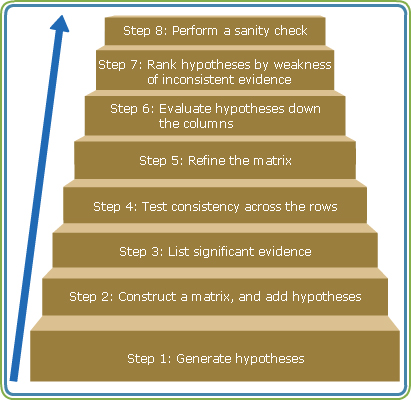 Step 8: Perform a sanity check
Step 7: Rank hypotheses by weakness
of inconsistent evidence
Step 6: Evaluate hypotheses down
the columns
Step 5: Refine the matrix
Step 4: Test consistency across the rows
Step 3: List significant evidence
Step 2: Construct a matrix, and add hypotheses
Step 1: Generate hypotheses